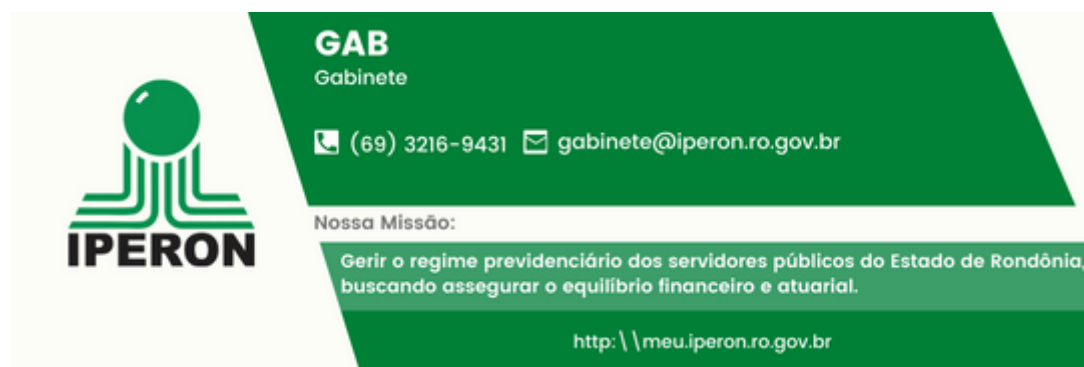 GAB
Gabinete
(69) 3216-9431 gabinete@iperon.ro.gov.br
IPERON
Nossa Missão:
Gerir o regime previdenciário dos servidores públicos do Estado de Rondônia,
buscando assegurar o equilíbrio financeiro e atuarial.
http:\\meu.iperon.ro.gov.br